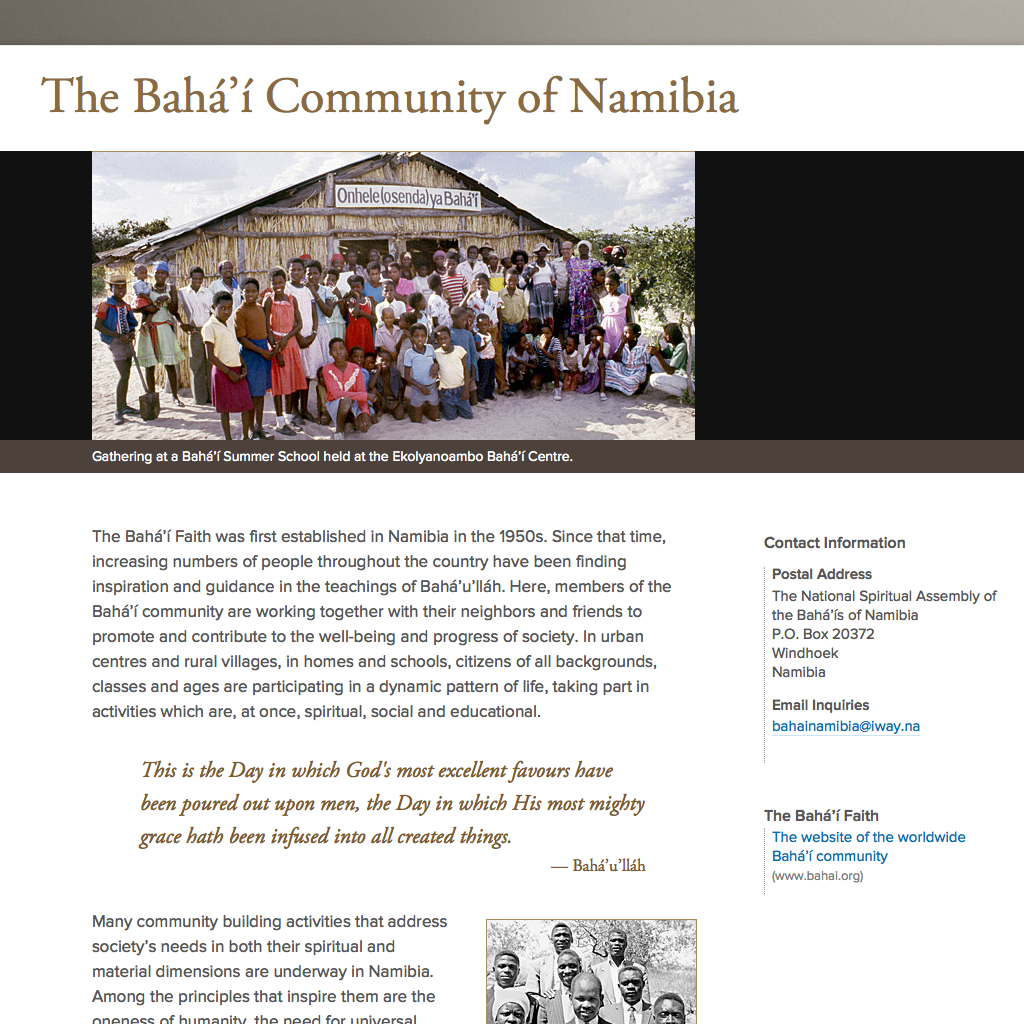 The Bahá’í Community of Namibia
Onhele(osenda)ya Bahá'í
Gathering at a Bahá’í Summer School held at the Ekolyanoambo Bahá’í Centre.
The Bahá’í Faith was first established in Namibia in the 1950s. Since that time,
increasing numbers of people throughout the country have been finding
inspiration and guidance in the teachings of Bahá’u’lláh. Here, members of the
Bahá’í community are working together with their neighbors and friends to
promote and contribute to the well-being and progress of society. In urban
centres and rural villages, in homes and schools, citizens of all backgrounds,
classes and ages are participating in a dynamic pattern of life, taking part in
activities which are, at once, spiritual, social and educational.
This is the Day in which God's most excellent favours have
been poured out upon men, the Day in which His most mighty
grace hath been infused into all created things.
— Bahá’u’lláh
Many community building activities that address
society’s needs in both their spiritual and
material dimensions are underway in Namibia.
Among the principles that inspire them are the
oneness of humanity, the need for universal
Contact Information
Postal Address
The National Spiritual Assembly of
the Bahá’ís of Namibia
P.O. Box 20372
Windhoek
Namibia
Email Inquiries
bahainamibia@iway.na
The Bahá’í Faith
The website of the worldwide
Bahá’í community
(www.bahai.org)